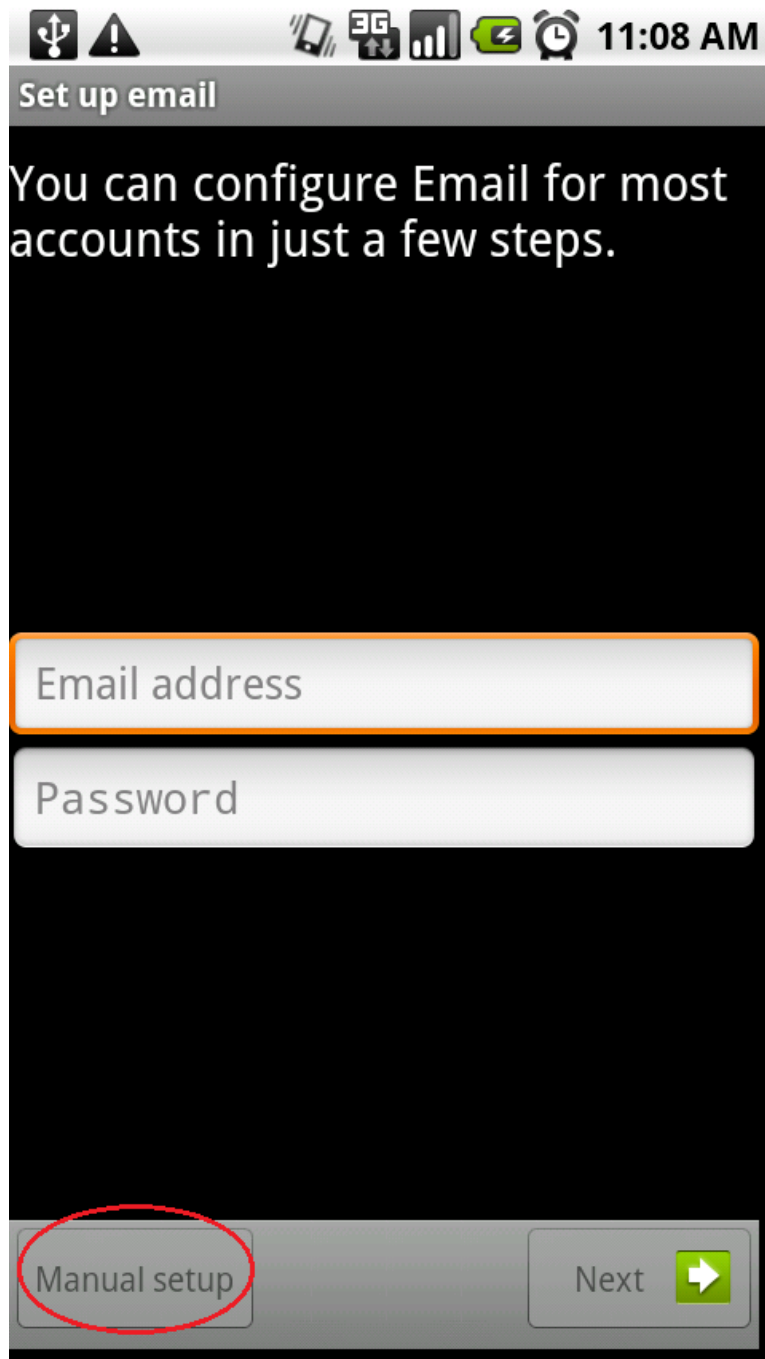 3G 11:08 AM
Set up email
You can configure Email for most
accounts in just a few steps.
Email address
Password
Manual setup Next